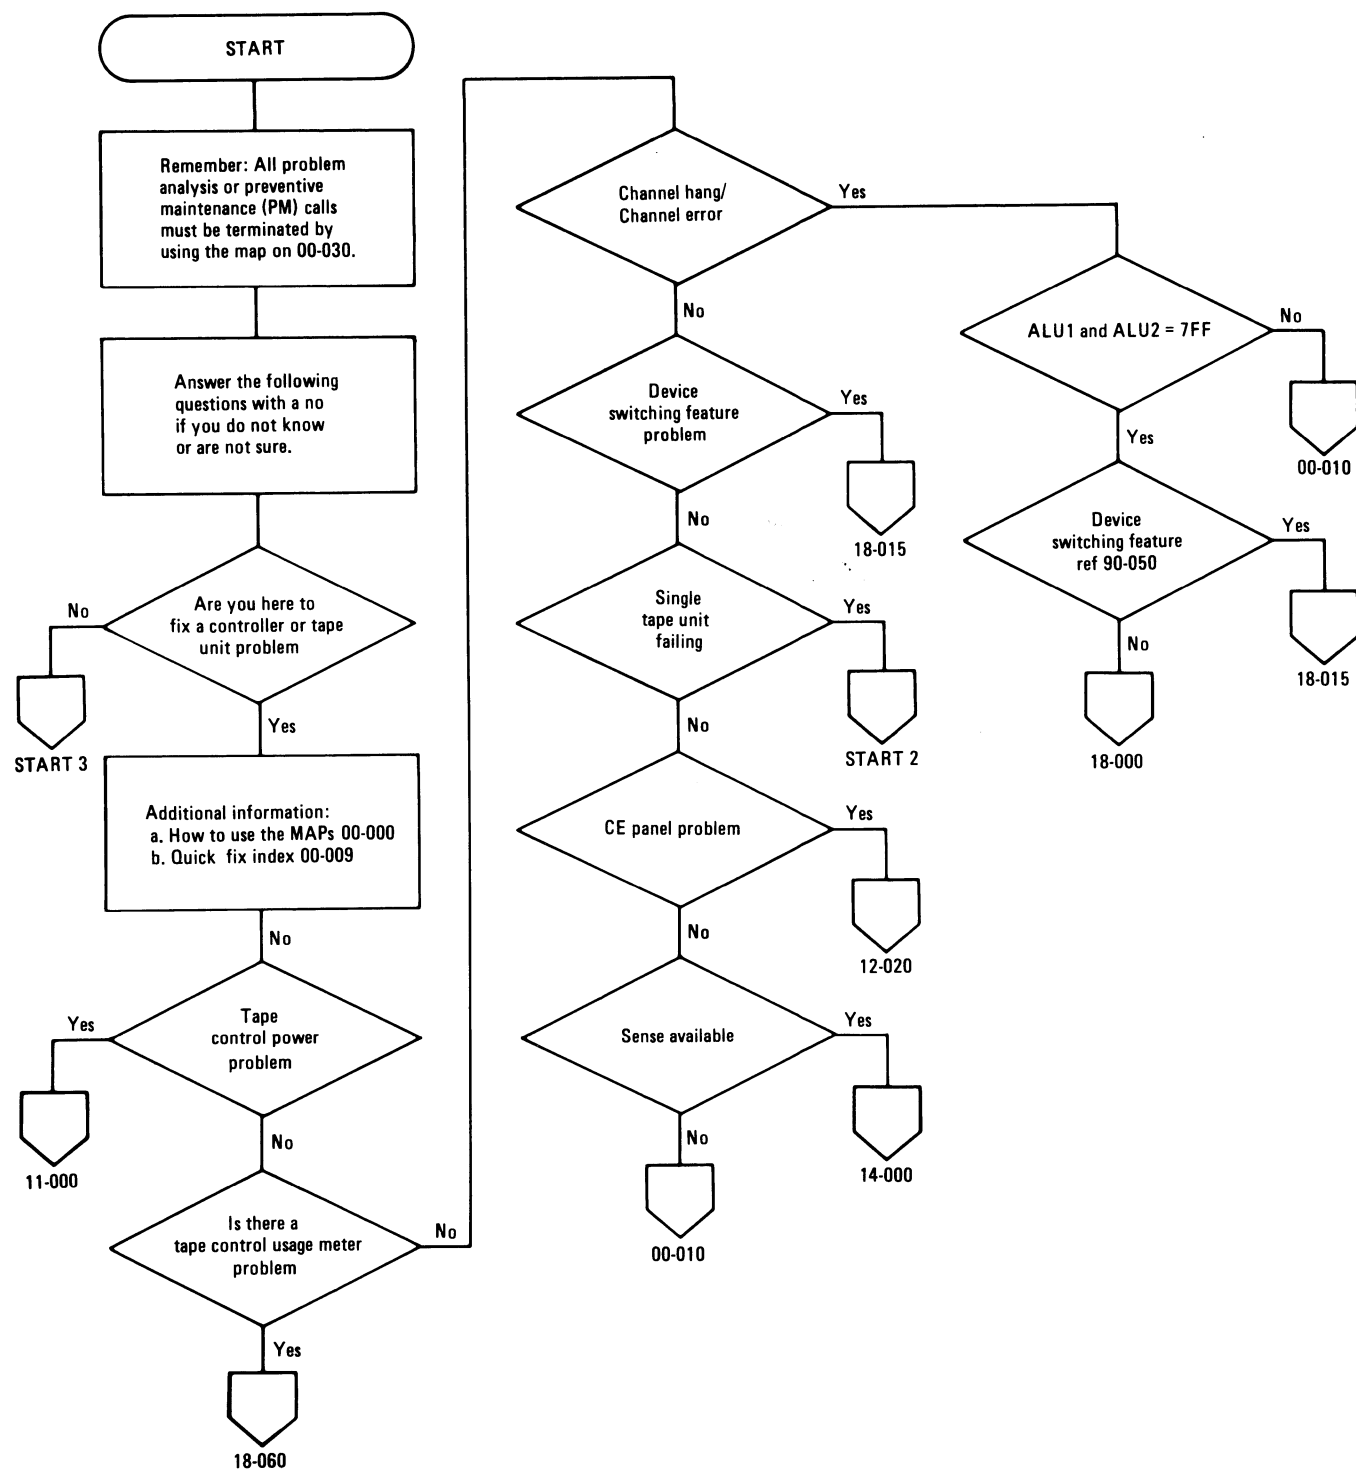 START
Remember: All problem
analysis or preventive
maintenance (PM) calls
must be terminated by
using the map on 00-030.
Answer the following
questions with a no
if you do not know
or are not sure.
Are you here to
fix a controller or tape
unit problem
No
START 3
Yes
Additional information:
a. How to use the MAPs 00-000
b. Quick fix index 00-009
No
Tape
control power
problem
Yes
11-000
No
Is there a
tape control usage meter
problem
No
Yes
18-060
Channel hang/
Channel error
Yes
No
Device
switching feature
problem
Yes
18-015
No
Single
tape unit
failing
Yes
START 2
No
CE panel problem
Yes
12-020
No
Sense available
Yes
14-000
No
00-010
ALU1 and ALU2 = 7FF
No
00-010
Yes
Device
switching feature
ref 90-050
Yes
18-015
No
18-000